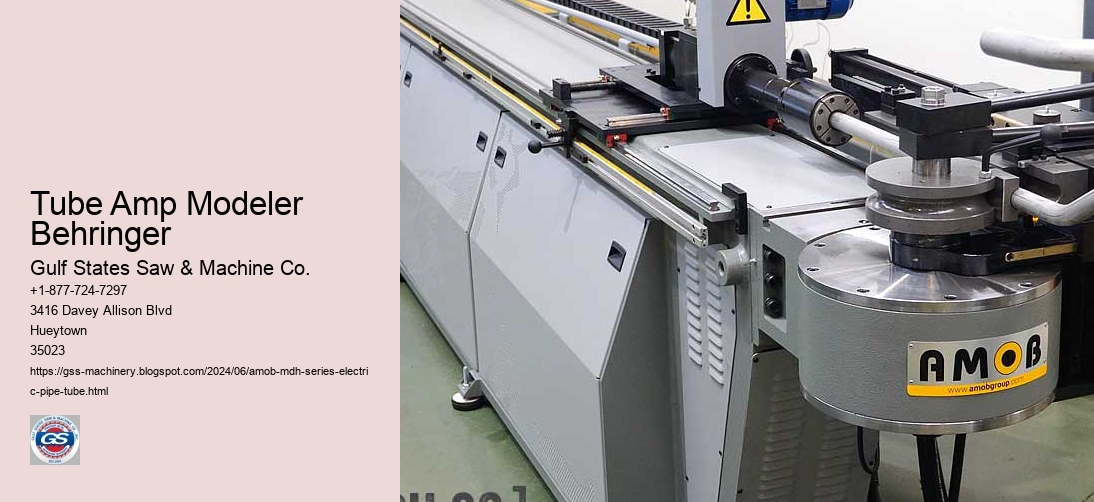 Tube Amp Modeler
Behringer
Gulf States Saw & Machine Co.
+1-877-724-7297
3416 Davey Allison Blvd
Hueytown
35023
https://gss-machinery.blogspot.com/2024/06/amob-mdh-series-electri
c-pipe-tube.html
GS
AMOB
www.amobgroup.com